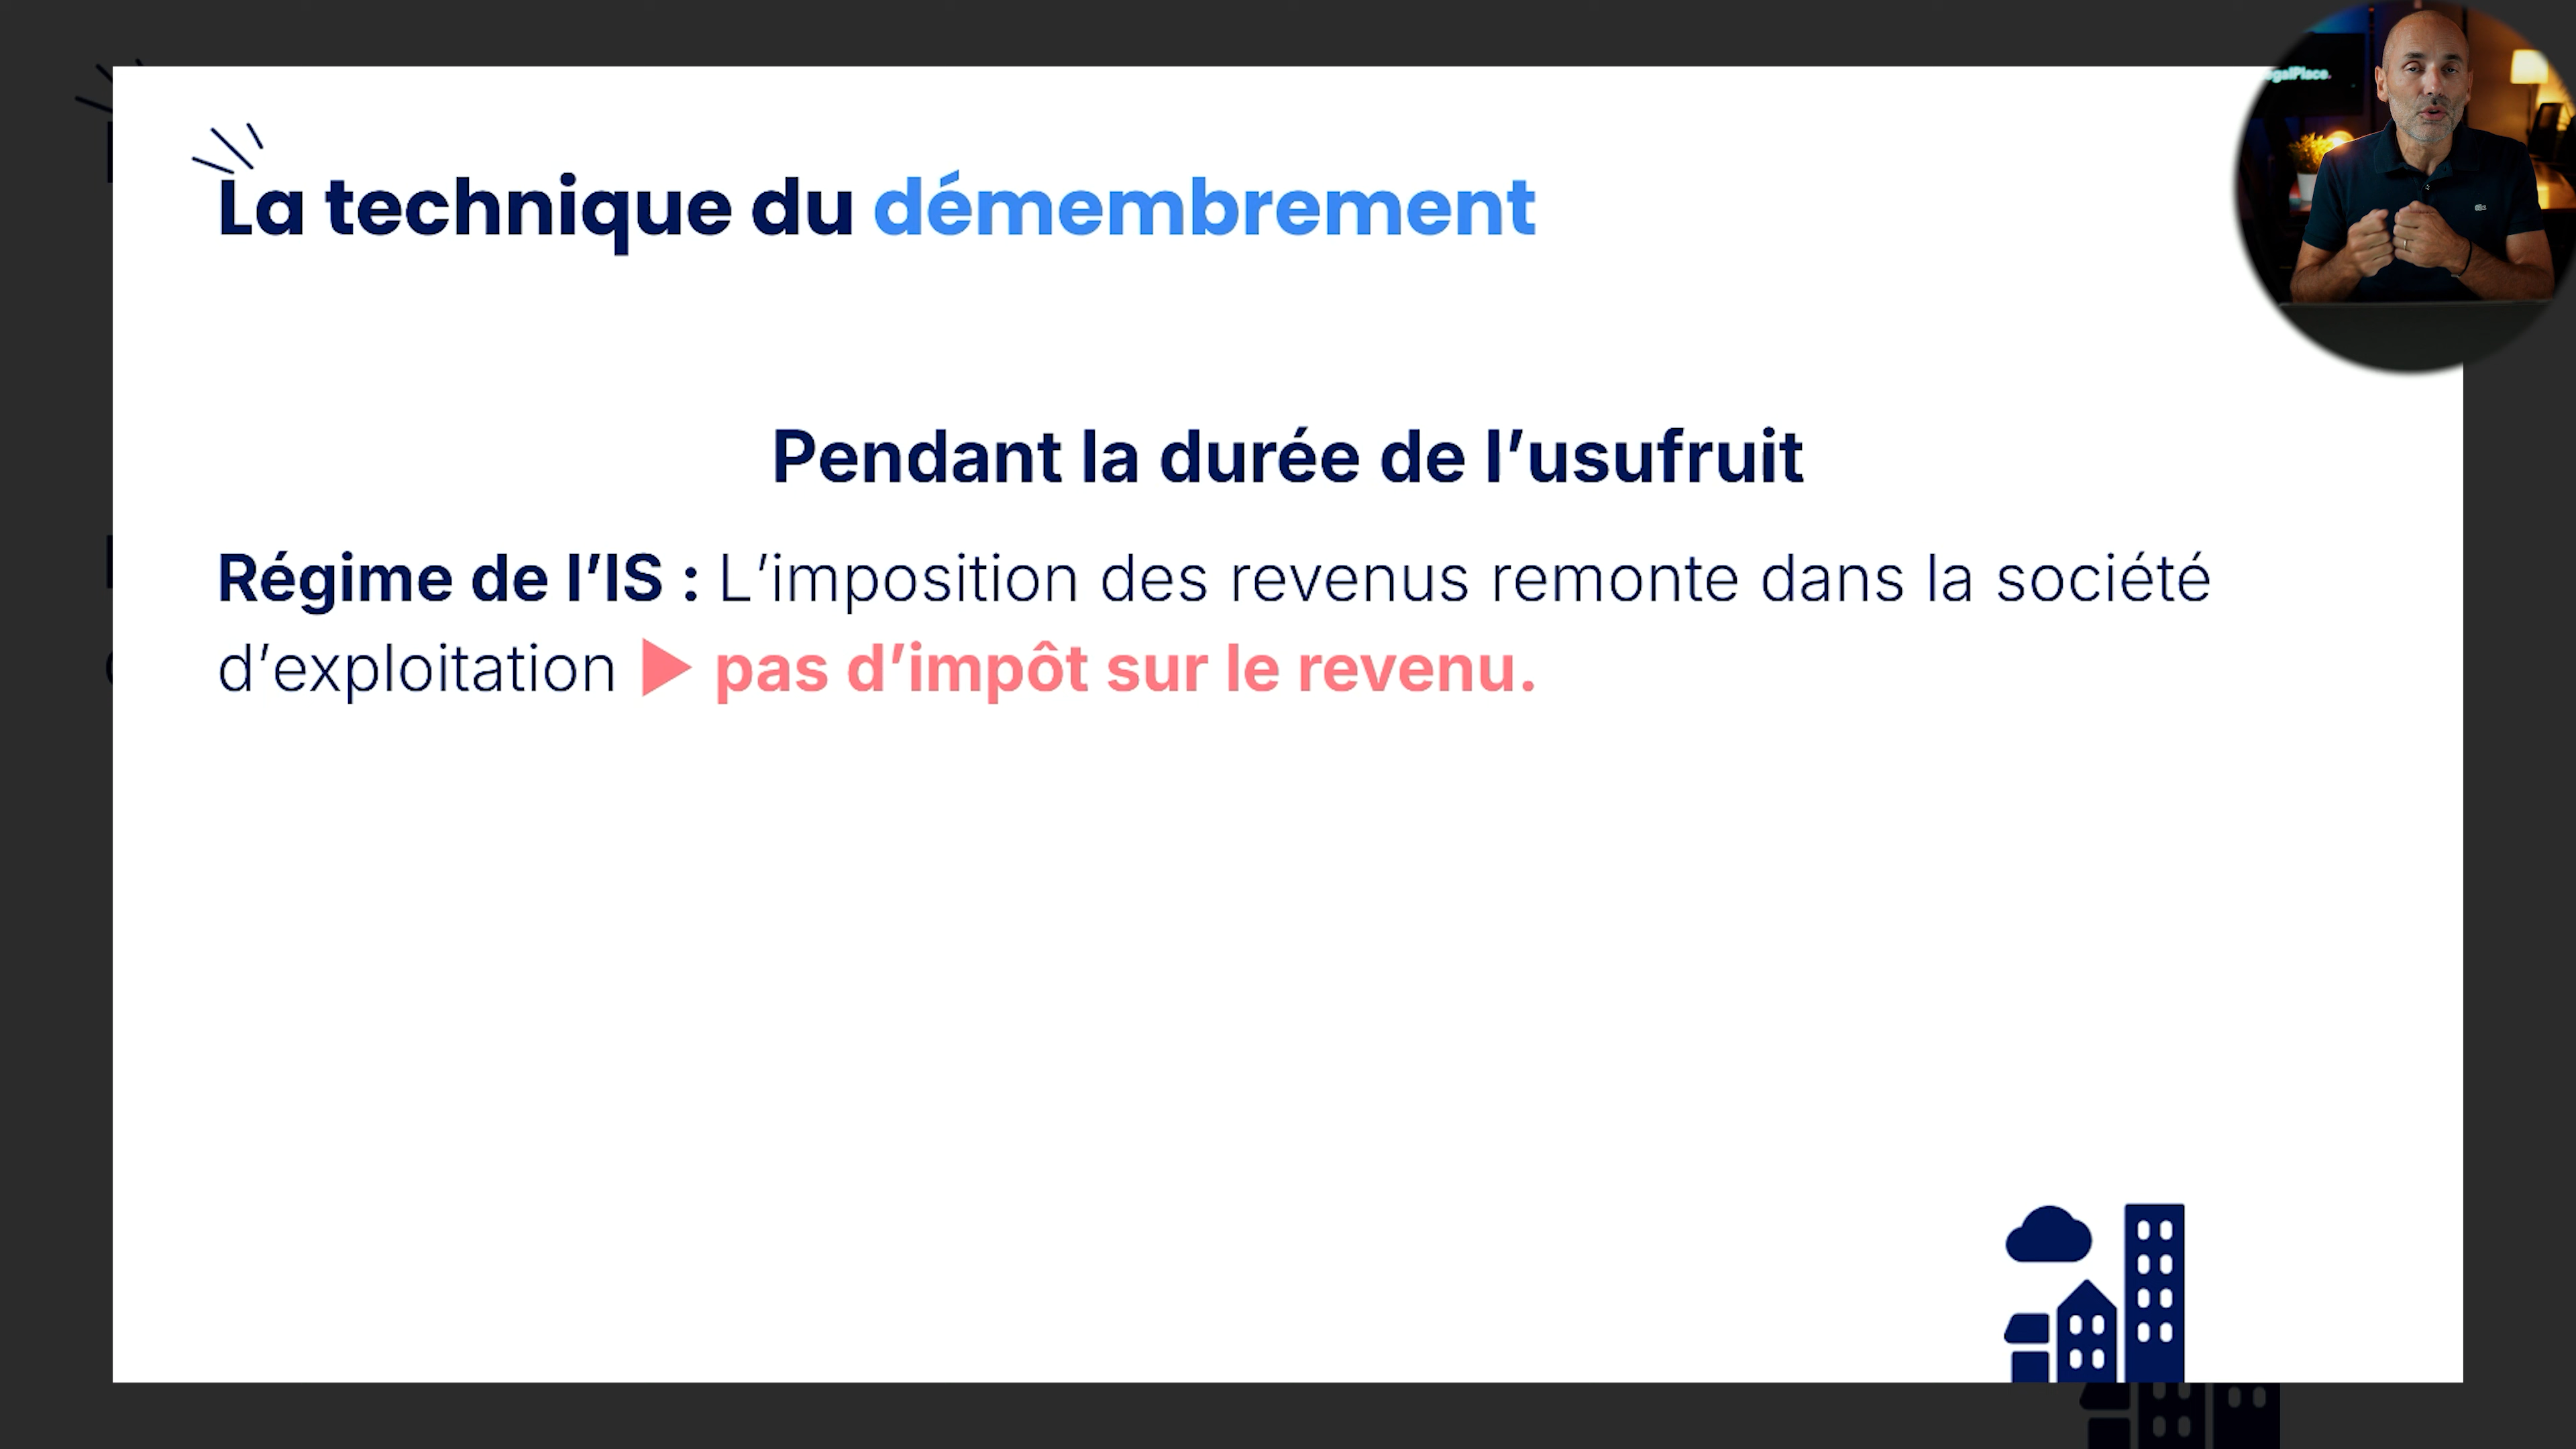 La technique du démembrement
Pendant la durée de l’usufruit
Régime de l’IS : L’imposition des revenus remonte dans la société
d’exploitation ▶ pas d’impôt sur le revenu.